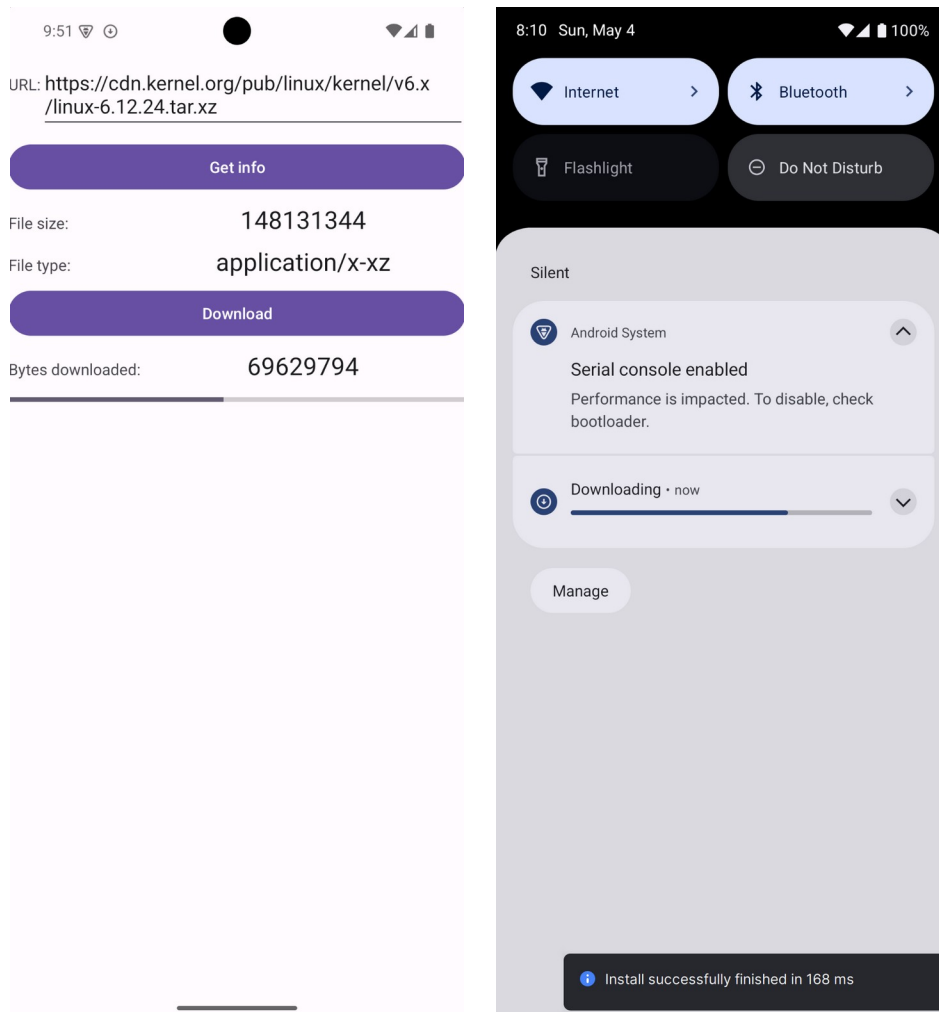 9:51
URL: https://cdn.kernel.org/pub/linux/kernel/v6.x
/linux-6.12.24.tar.xz
Get info
File size: 148131344
File type: application/x-xz
Download
Bytes downloaded: 69629794
8:10 Sun, May 4 100%
Internet
Bluetooth
Flashlight
Do Not Disturb
Silent
Android System
Serial console enabled
Performance is impacted. To disable, check
bootloader.
Downloading • now
Manage
Install successfully finished in 168 ms